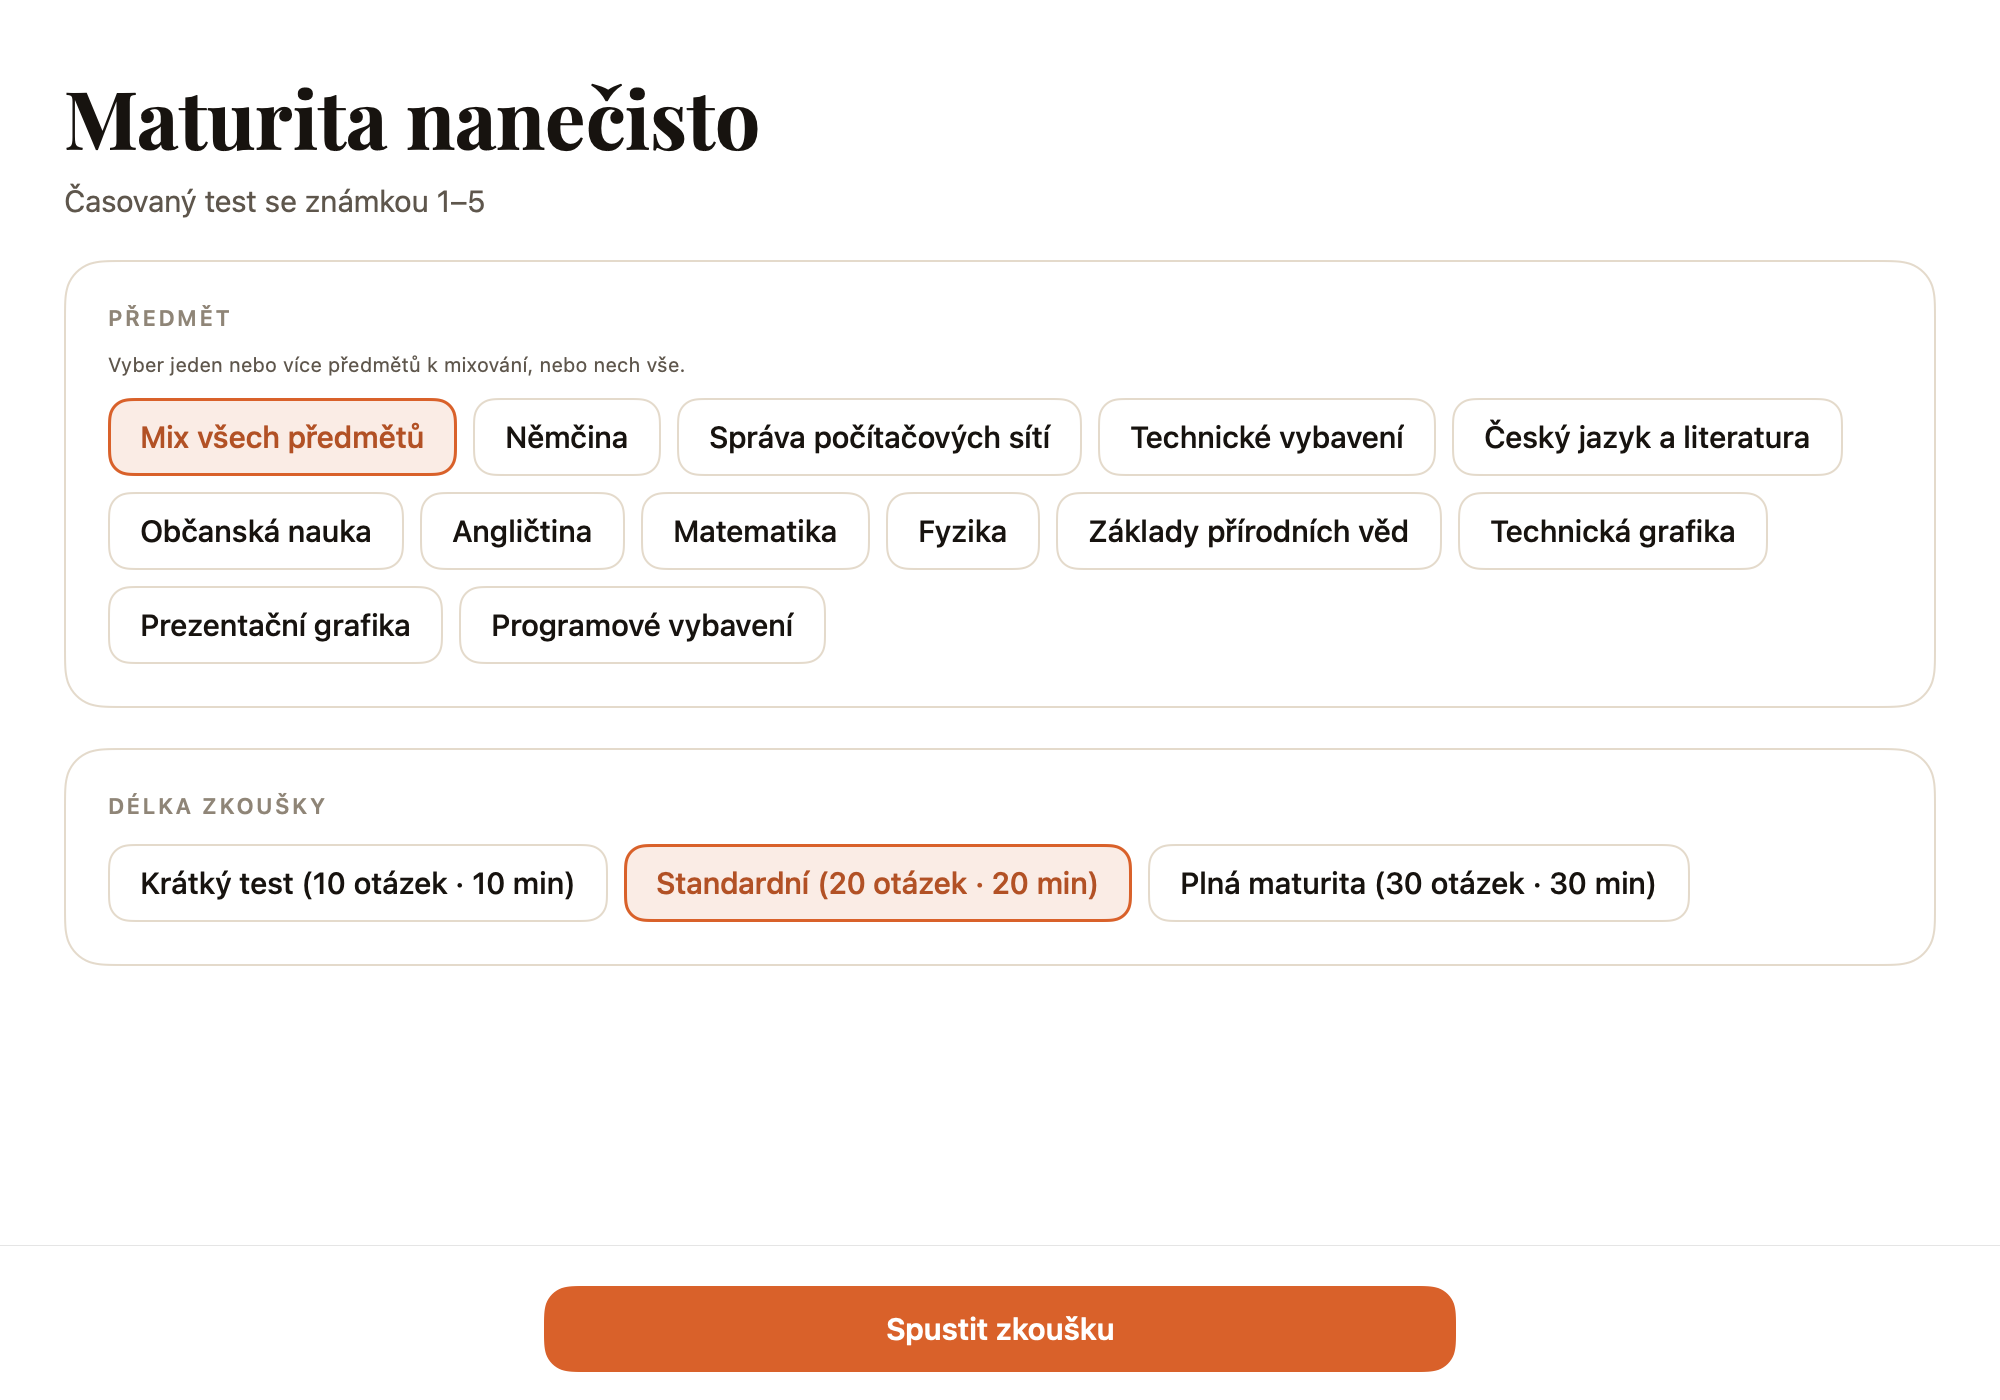 Maturita nanečisto
Časovaný test se známkou 1–5
PŘEDMĚT
Vyber jeden nebo více předmětů k mixování, nebo nech vše.
Mix všech předmětů
Němčina
Správa počítačových sítí
Technické vybavení
Český jazyk a literatura
Občanská nauka
Angličtina
Matematika
Fyzika
Základy přírodních věd
Technická grafika
Prezentační grafika
Programové vybavení
DÉLKA ZKOUŠKY
Krátký test (10 otázek · 10 min)
Standardní (20 otázek · 20 min)
Plná maturita (30 otázek · 30 min)
Spustit zkoušku